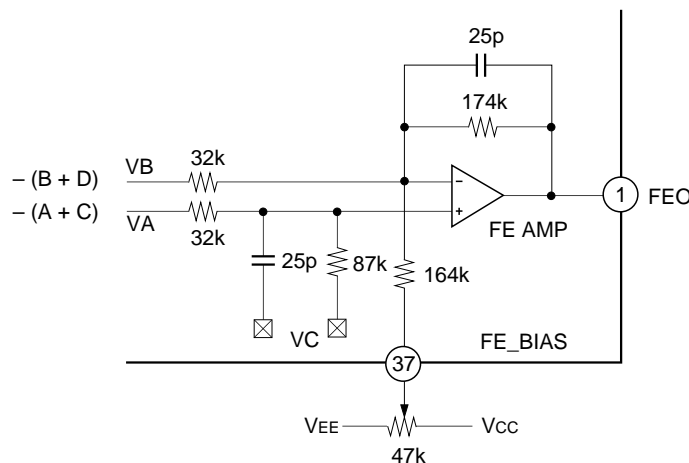 25p
174k
– (B + D)
VB
32k
–
1
FEO
– (A + C)
VA
32k
+
FE AMP
25p
87k
164k
VC
FE_BIAS
37
VEE
VCC
47k